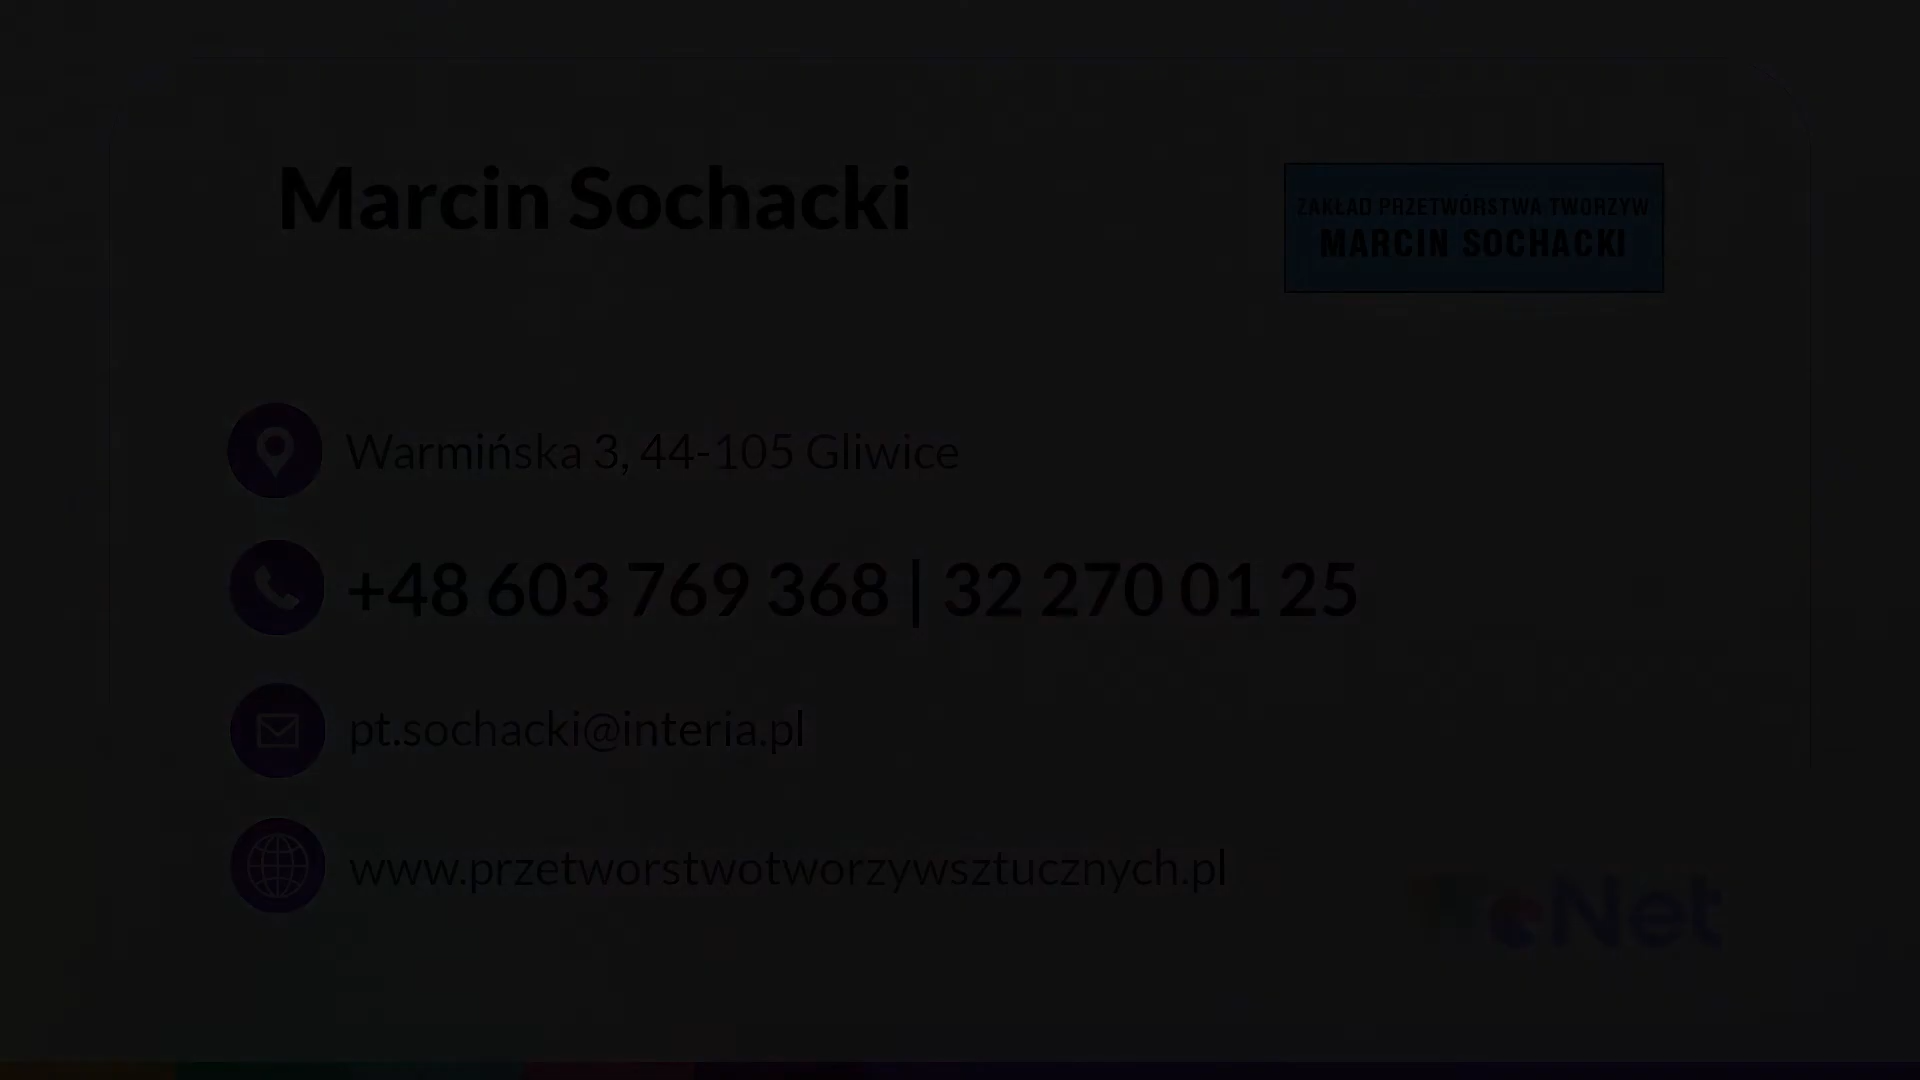 Marcin Sochacki
ZAKŁAD PRZETWÓRSTWA TWORZYW
MARCIN SOCHACKI
Warmińska 3, 44-105 Gliwice
+48 603 769 368 | 32 270 01 25
pt.sochacki@interia.pl
www.przetworstwotworzywsztucznych.pl
Net